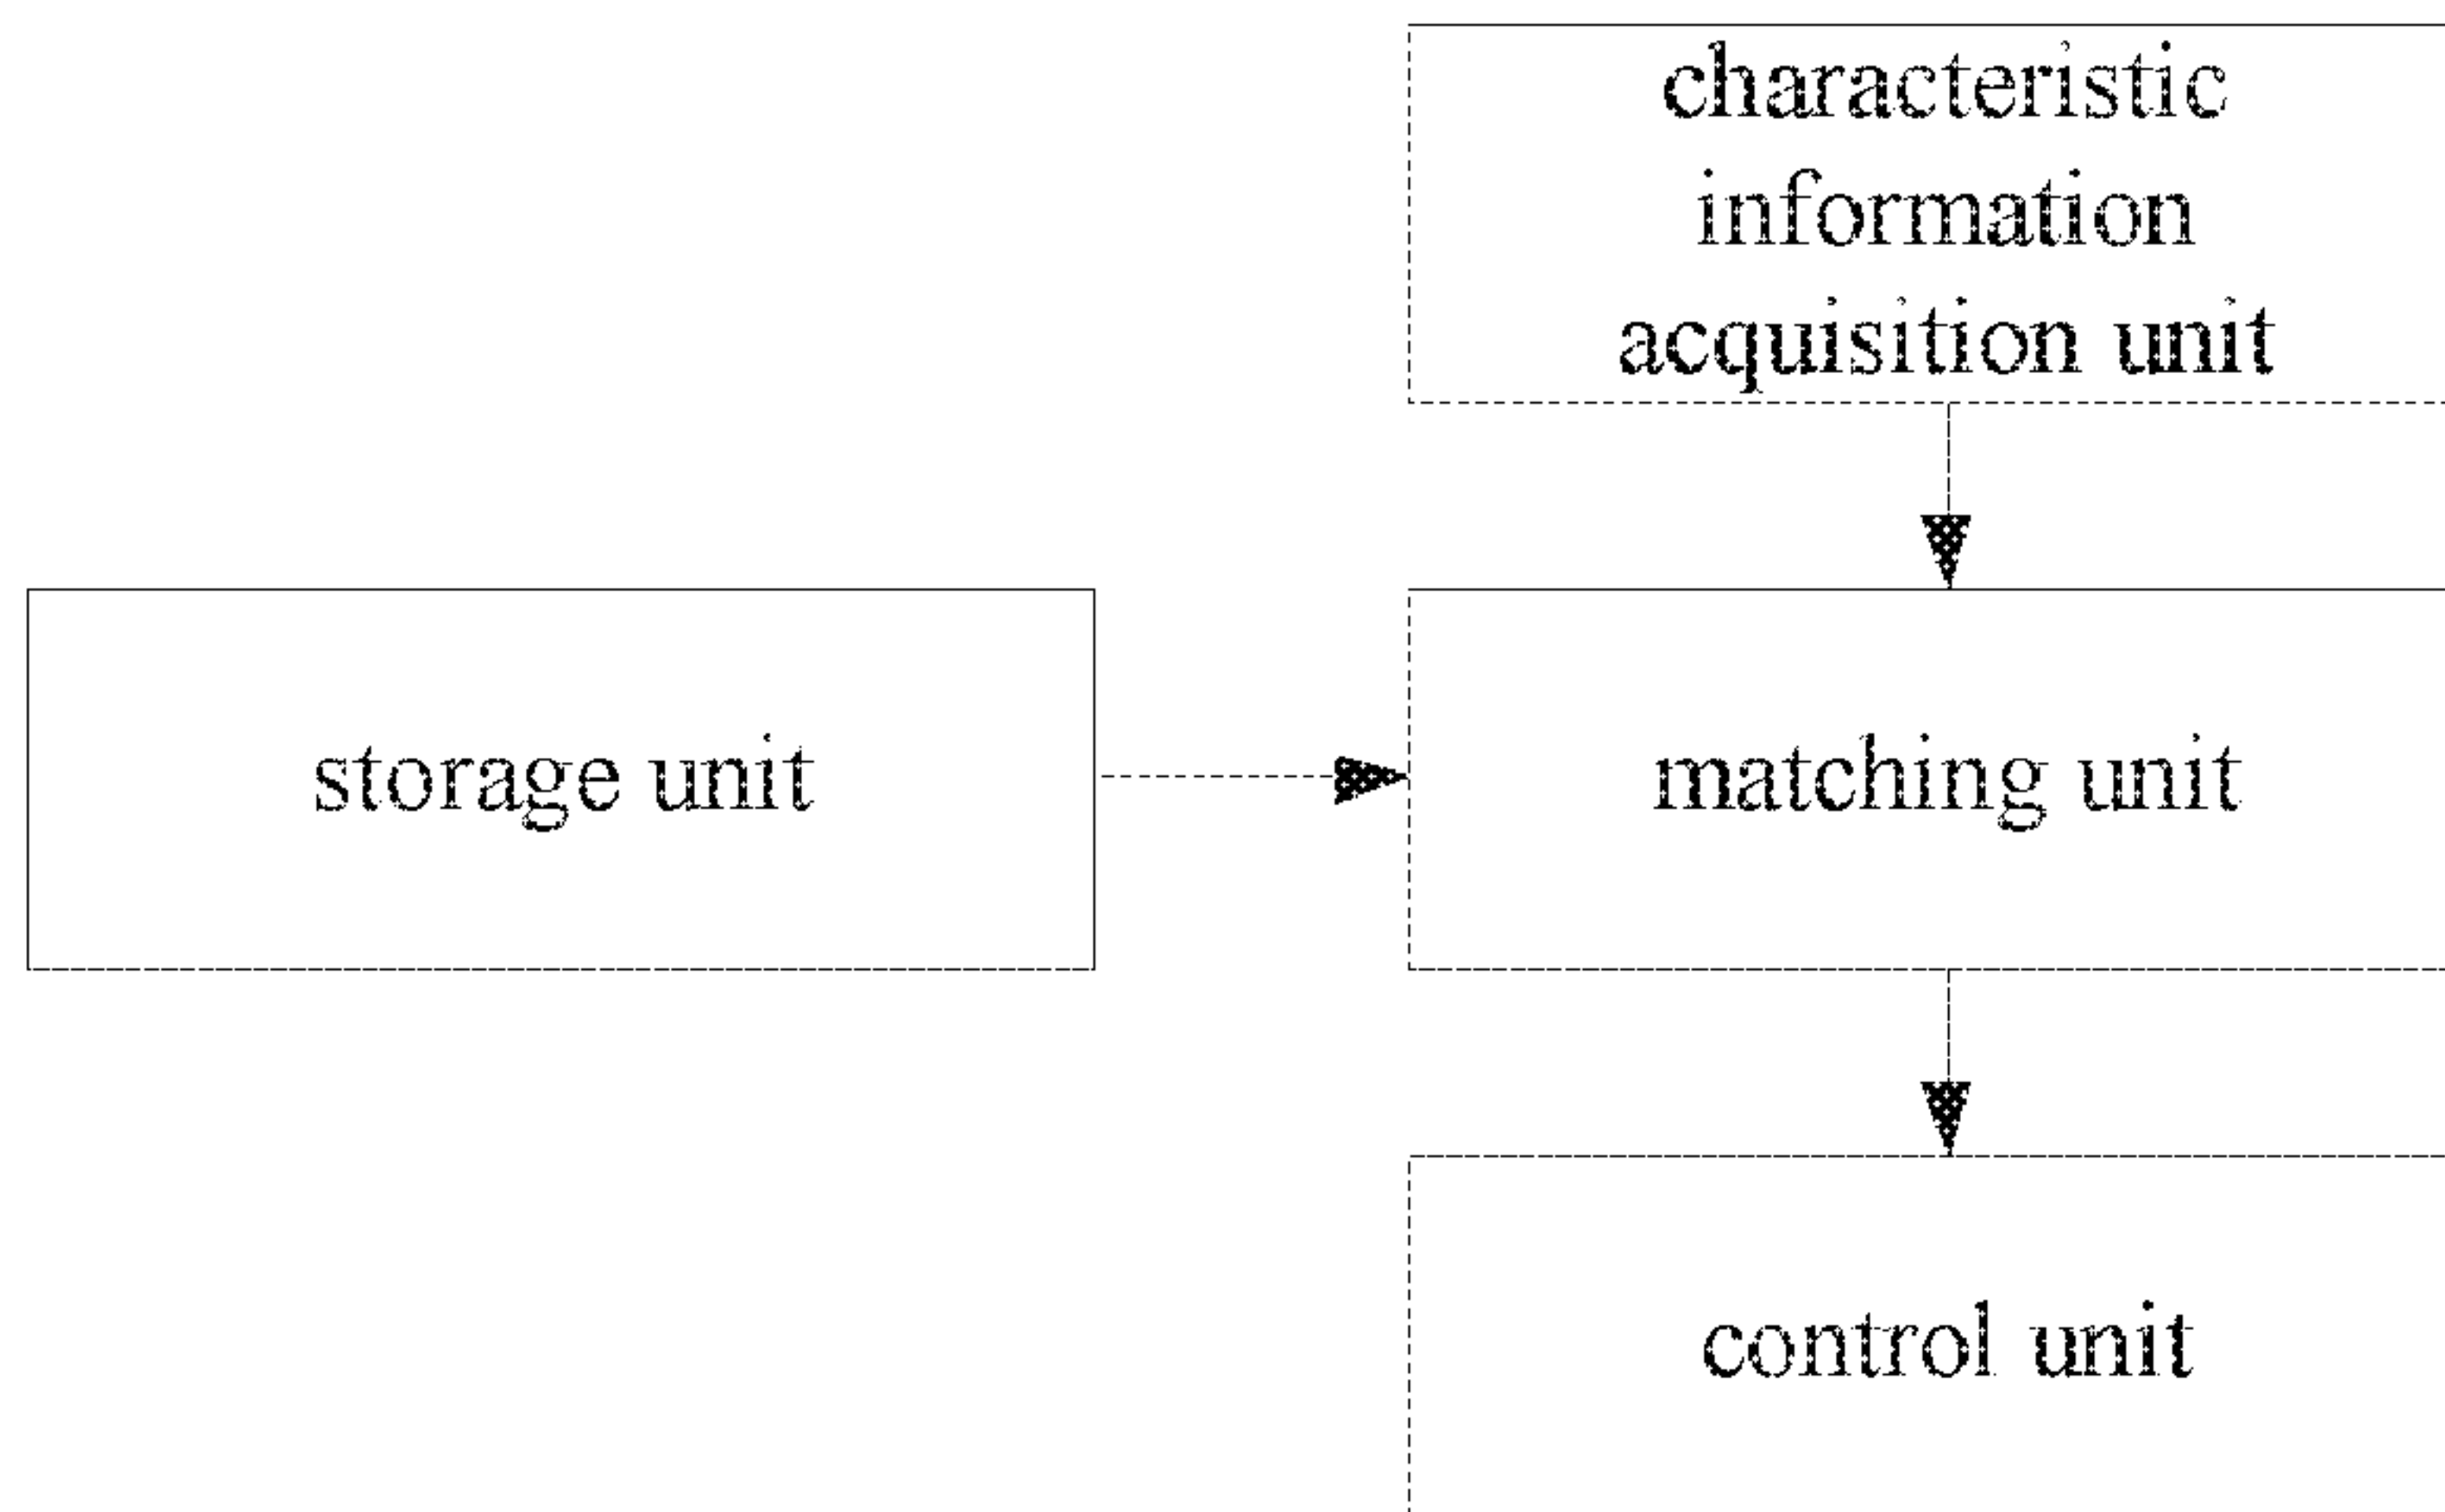 characteristic
information
acquisition unit
storage unit
matching unit
control unit